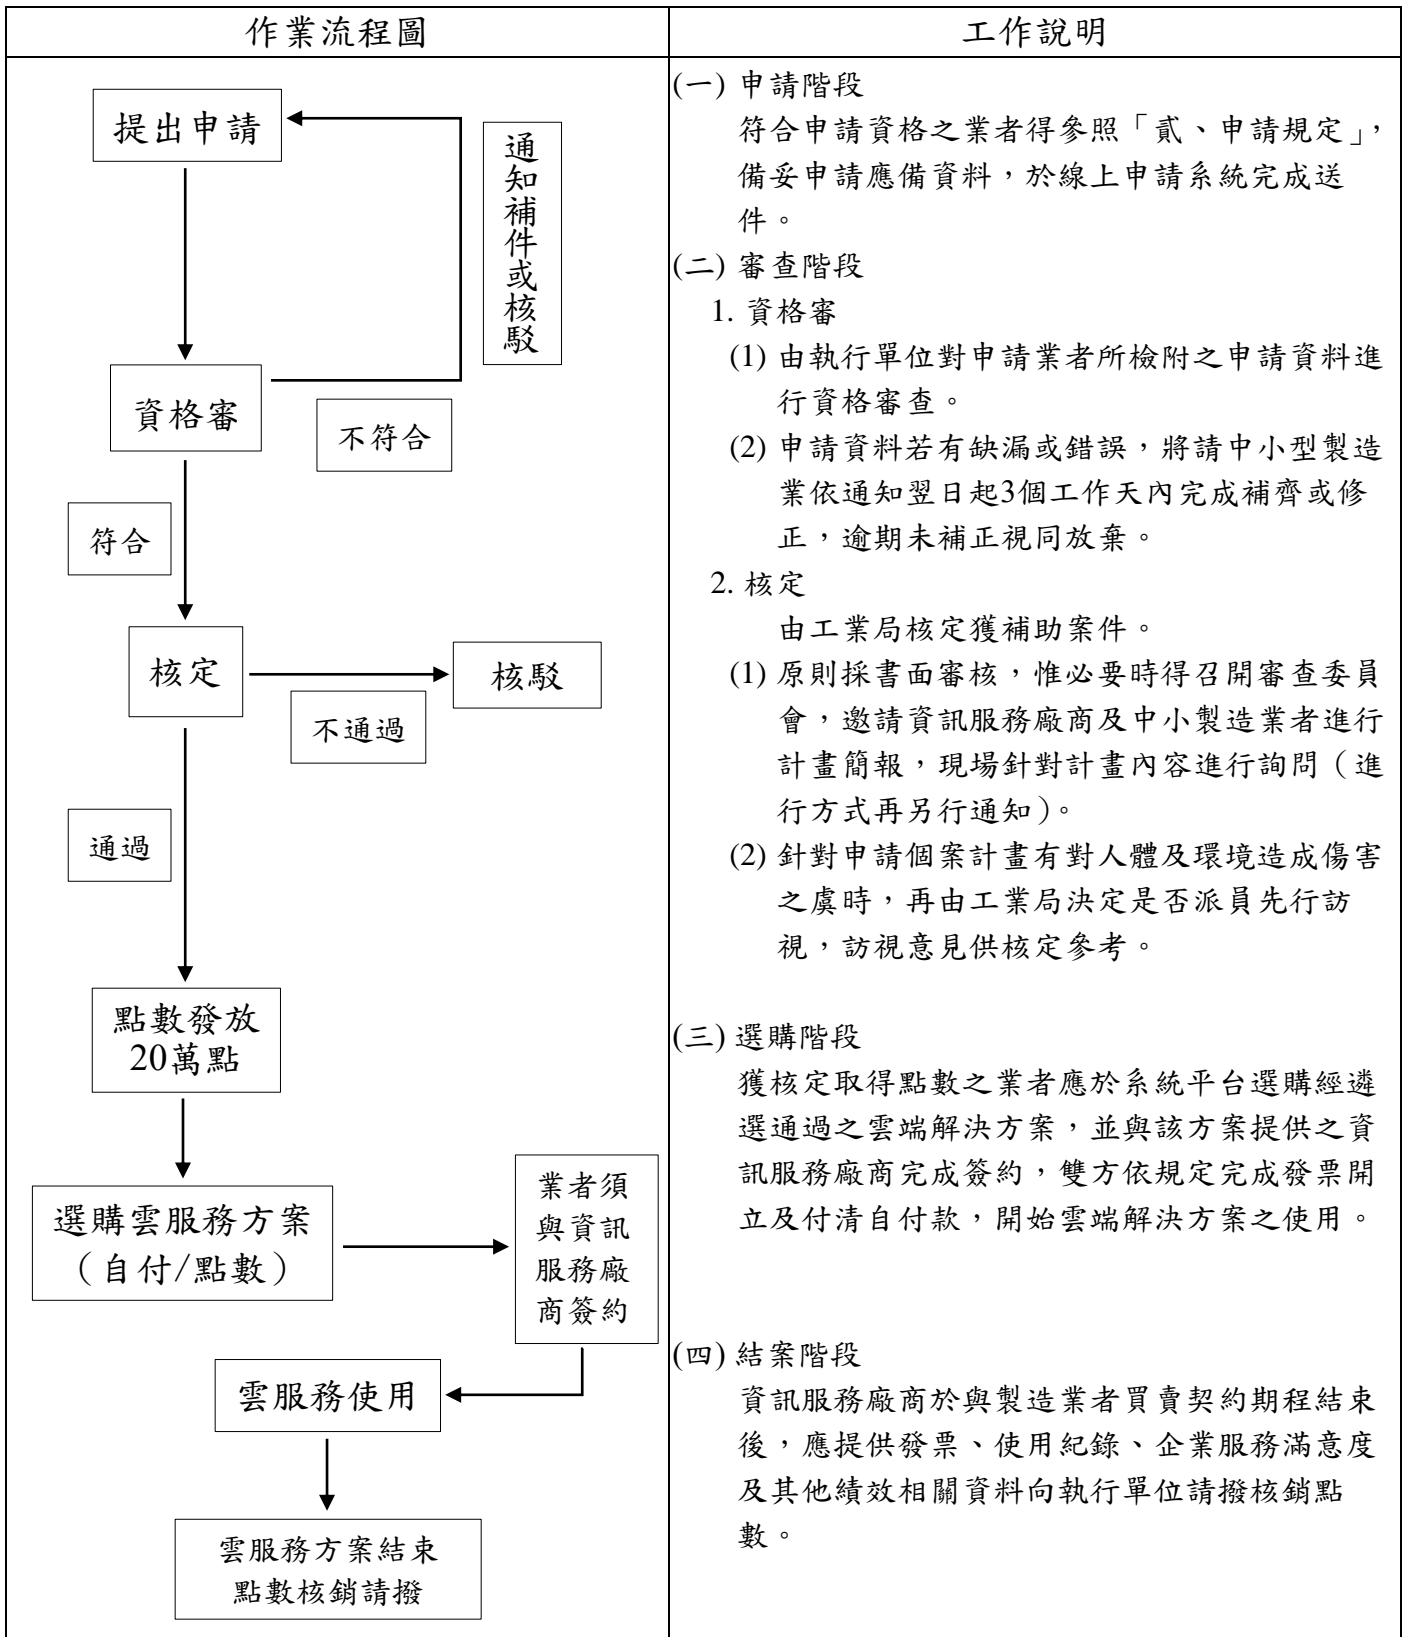 作業流程圖
工作說明
提出申請
通知補件或核駁
資格審
不符合
符合
核定
核駁
不通過
通過
點數發放
20萬點
選購雲服務方案
（自付/點數）
業者須
與資訊
服務廠
商簽約
雲服務使用
雲服務方案結束
點數核銷請撥
(一) 申請階段
符合申請資格之業者得參照「貳、申請規定」，
備妥申請應備資料，於線上申請系統完成送
件。
(二) 審查階段
1. 資格審
(1) 由執行單位對申請業者所檢附之申請資料進
行資格審查。
(2) 申請資料若有缺漏或錯誤，將請中小型製造
業依通知翌日起3個工作天內完成補齊或修
正，逾期未補正視同放棄。
2. 核定
由工業局核定獲補助案件。
(1) 原則採書面審核，惟必要時得召開審查委員
會，邀請資訊服務廠商及中小製造業者進行
計畫簡報，現場針對計畫內容進行詢問（進
行方式再另行通知）。
(2) 針對申請個案計畫有對人體及環境造成傷害
之虞時，再由工業局決定是否派員先行訪
視，訪視意見供核定參考。
(三) 選購階段
獲核定取得點數之業者應於系統平台選購經遴
選通過之雲端解決方案，並與該方案提供之資
訊服務廠商完成簽約，雙方依規定完成發票開
立及付清自付款，開始雲端解決方案之使用。
(四) 結案階段
資訊服務廠商於與製造業者買賣契約期程結束
後，應提供發票、使用紀錄、企業服務滿意度
及其他績效相關資料向執行單位請撥核銷點
數。